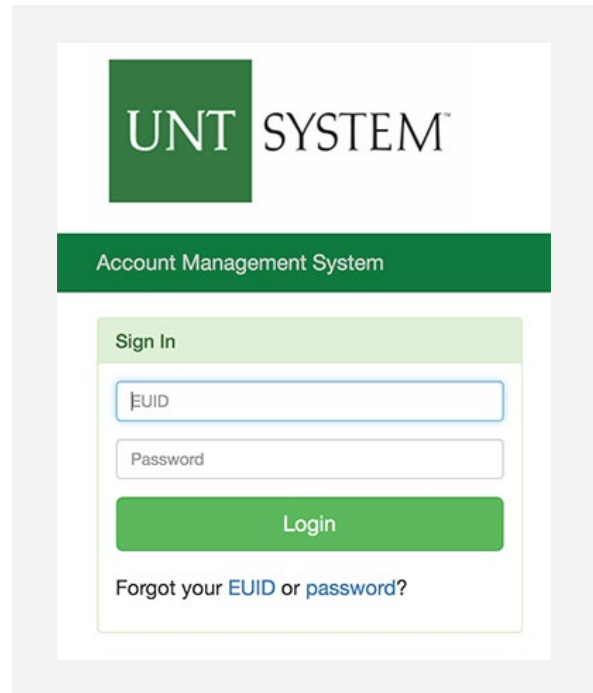 UNT SYSTEM™
Account Management System
Sign In
EUID
Password
Login
Forgot your EUID or password?